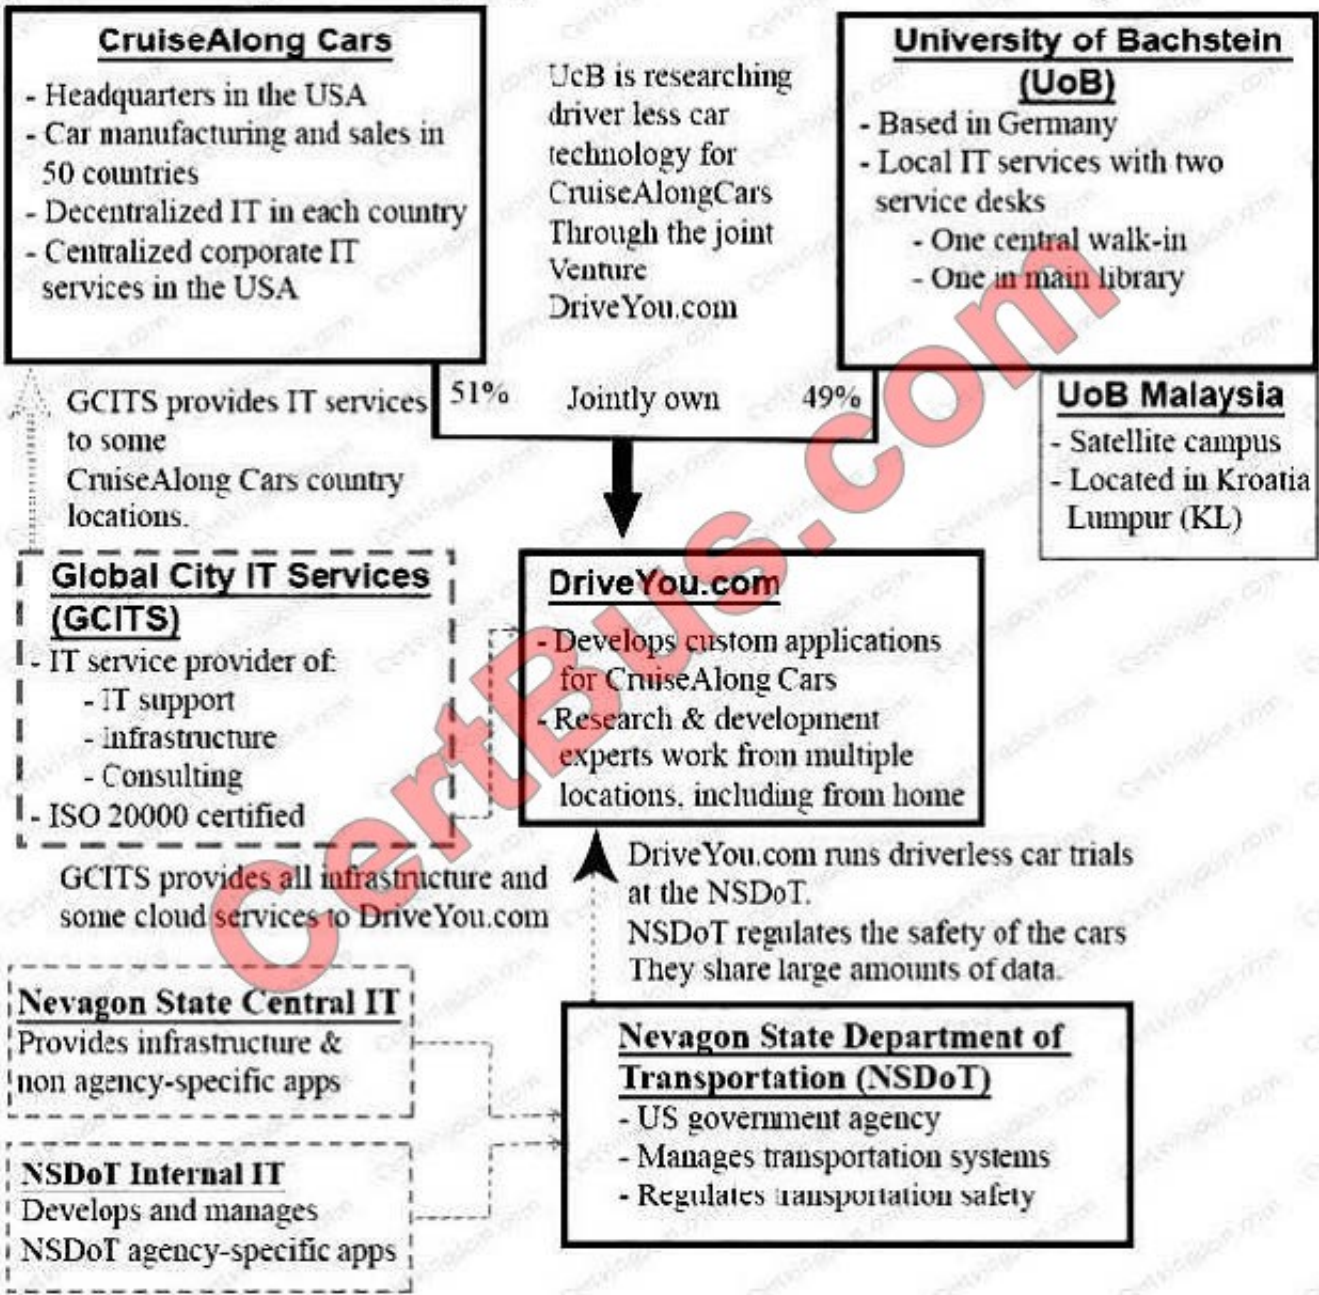 CruiseAlong Cars
- Headquarters in the USA
- Car manufacturing and sales in
50 countries
- Decentralized IT in each country
- Centralized corporate IT
services in the USA
UcB is researching
driver less car
technology for
CruiseAlongCars
Through the joint
Venture
DriveYou.com
University of Bachstein
(UoB)
- Based in Germany
- Local IT services with two
service desks
- One central walk-in
- One in main library
51% Jointly own 49%
UoB Malaysia
- Satellite campus
- Located in Kroatia
Lumpur (KL)
GCITS provides IT services
to some
CruiseAlong Cars country
locations.
Global City IT Services
(GCITS)
- IT service provider of:
- IT support
- Infrastructure
- Consulting
- ISO 20000 certified
DriveYou.com
- Develops custom applications
for CruiseAlong Cars
- Research & development
experts work from multiple
locations, including from home
GCITS provides all infrastructure and
some cloud services to DriveYou.com
DriveYou.com runs driverless car trials
at the NSDoT.
NSDoT regulates the safety of the cars
They share large amounts of data.
Nevagon State Central IT
Provides infrastructure &
non agency-specific apps
NSDoT Internal IT
Develops and manages
NSDoT agency-specific apps
Nevagon State Department of
Transportation (NSDoT)
- US government agency
- Manages transportation systems
- Regulates transportation safety
CertBus.com